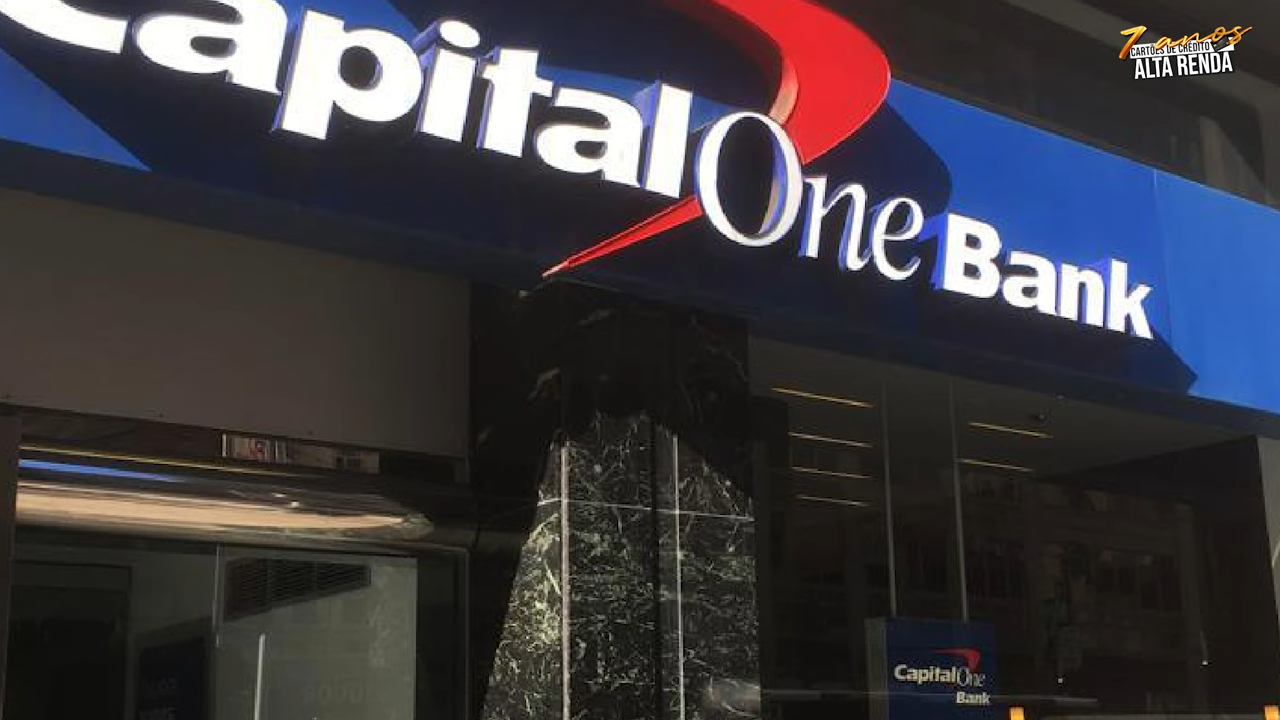 7 anos
CARTÕES DE CRÉDITO
ALTA RENDA
Capital One Bank
Capital One
Bank